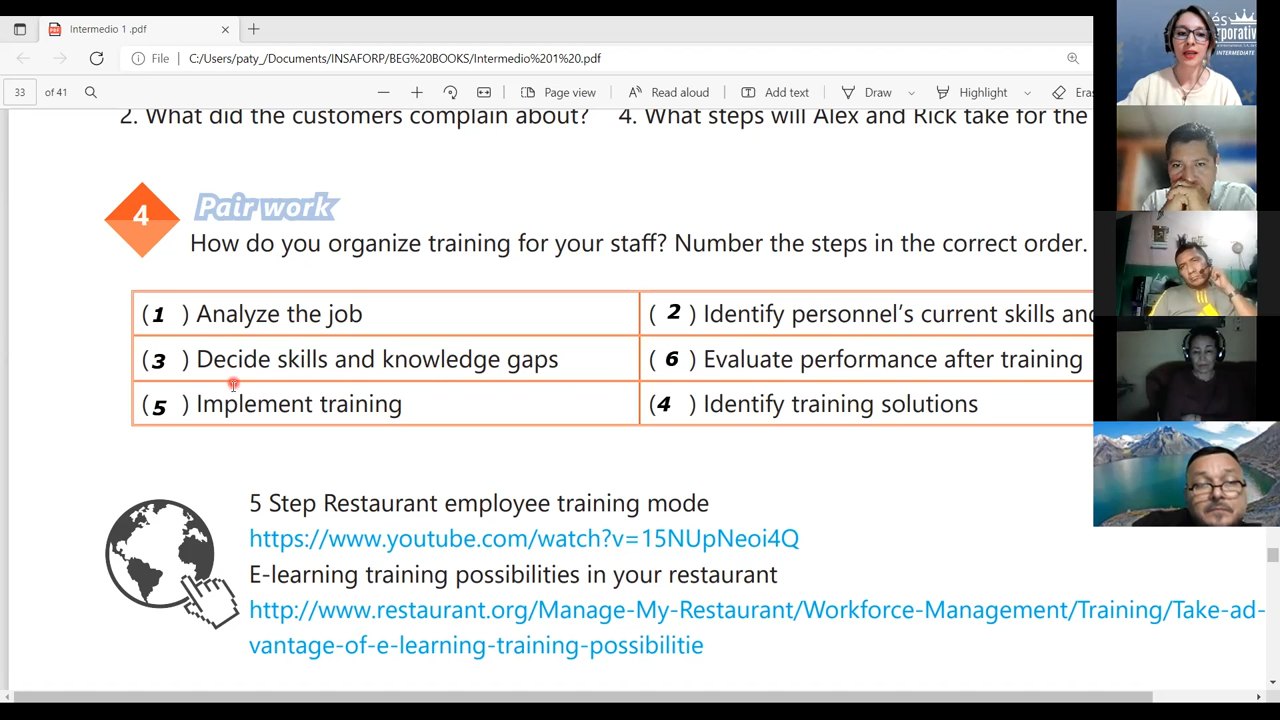 Intermedio 1 .pdf
File C:/Users/paty_/Documents/INSAFORP/BEG%20BOOKS/Intermedio%201%20.pdf
33 of 41 Page view Read aloud Add text Draw Highlight
2. What did the customers complain about? 4. What steps will Alex and Rick take for the
4 Pair work
How do you organize training for your staff? Number the steps in the correct order.
( 1 ) Analyze the job ( 2 ) Identify personnel's current skills
( 3 ) Decide skills and knowledge gaps ( 6 ) Evaluate performance after training
( 5 ) Implement training (4 ) Identify training solutions
5 Step Restaurant employee training mode
https://www.youtube.com/watch?v=15NUpNeoi4Q
E-learning training possibilities in your restaurant
http://www.restaurant.org/Manage-My-Restaurant/Workforce-Management/Training/Take-ad-
vantage-of-e-learning-training-possibilitie
INTERMEDIATE